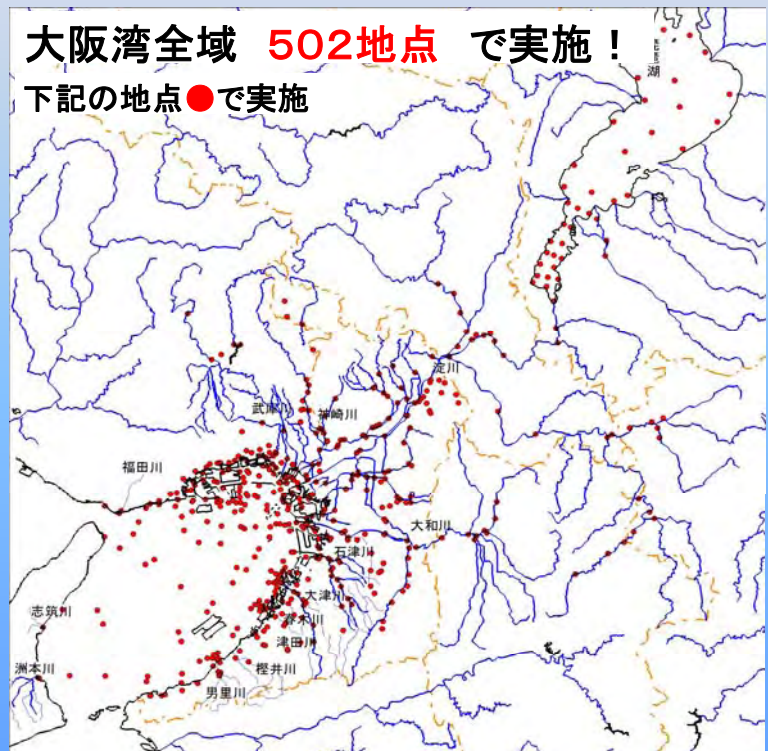 大阪湾全域 502地点 で実施！
下記の地点●で実施
湖
淀川
武庫川
神崎川
福田川
大和川
石津川
大津川
志筑川
春木川
津田川
洲本川
樫井川
男里川